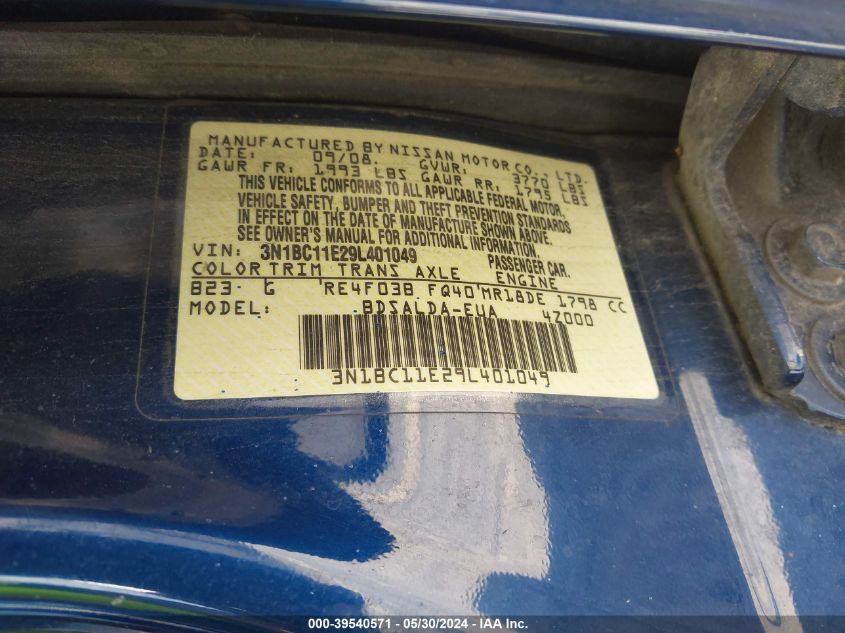 MANUFACTURED BY NISSAN MOTOR CO., LTD.
DATE: 09/08. GVWR: 3770 LBS
GAWR FR: 1993 LBS GAWR RR: 1795 LBS
THIS VEHICLE CONFORMS TO ALL APPLICABLE FEDERAL MOTOR
VEHICLE SAFETY, BUMPER AND THEFT PREVENTION STANDARDS
IN EFFECT ON THE DATE OF MANUFACTURE SHOWN ABOVE.
SEE OWNER'S MANUAL FOR ADDITIONAL INFORMATION.
VIN: 3N1BC11E29L401049 PASSENGER CAR.
COLOR TRIM TRANS AXLE ENGINE
B23 G RE4F03B FQ40 MR18DE 1798 CC
MODEL: BDSALDA-EUA 4Z000
3N1BC11E29L401049
000-39540571 — 05/30/2024 — IAA Inc.